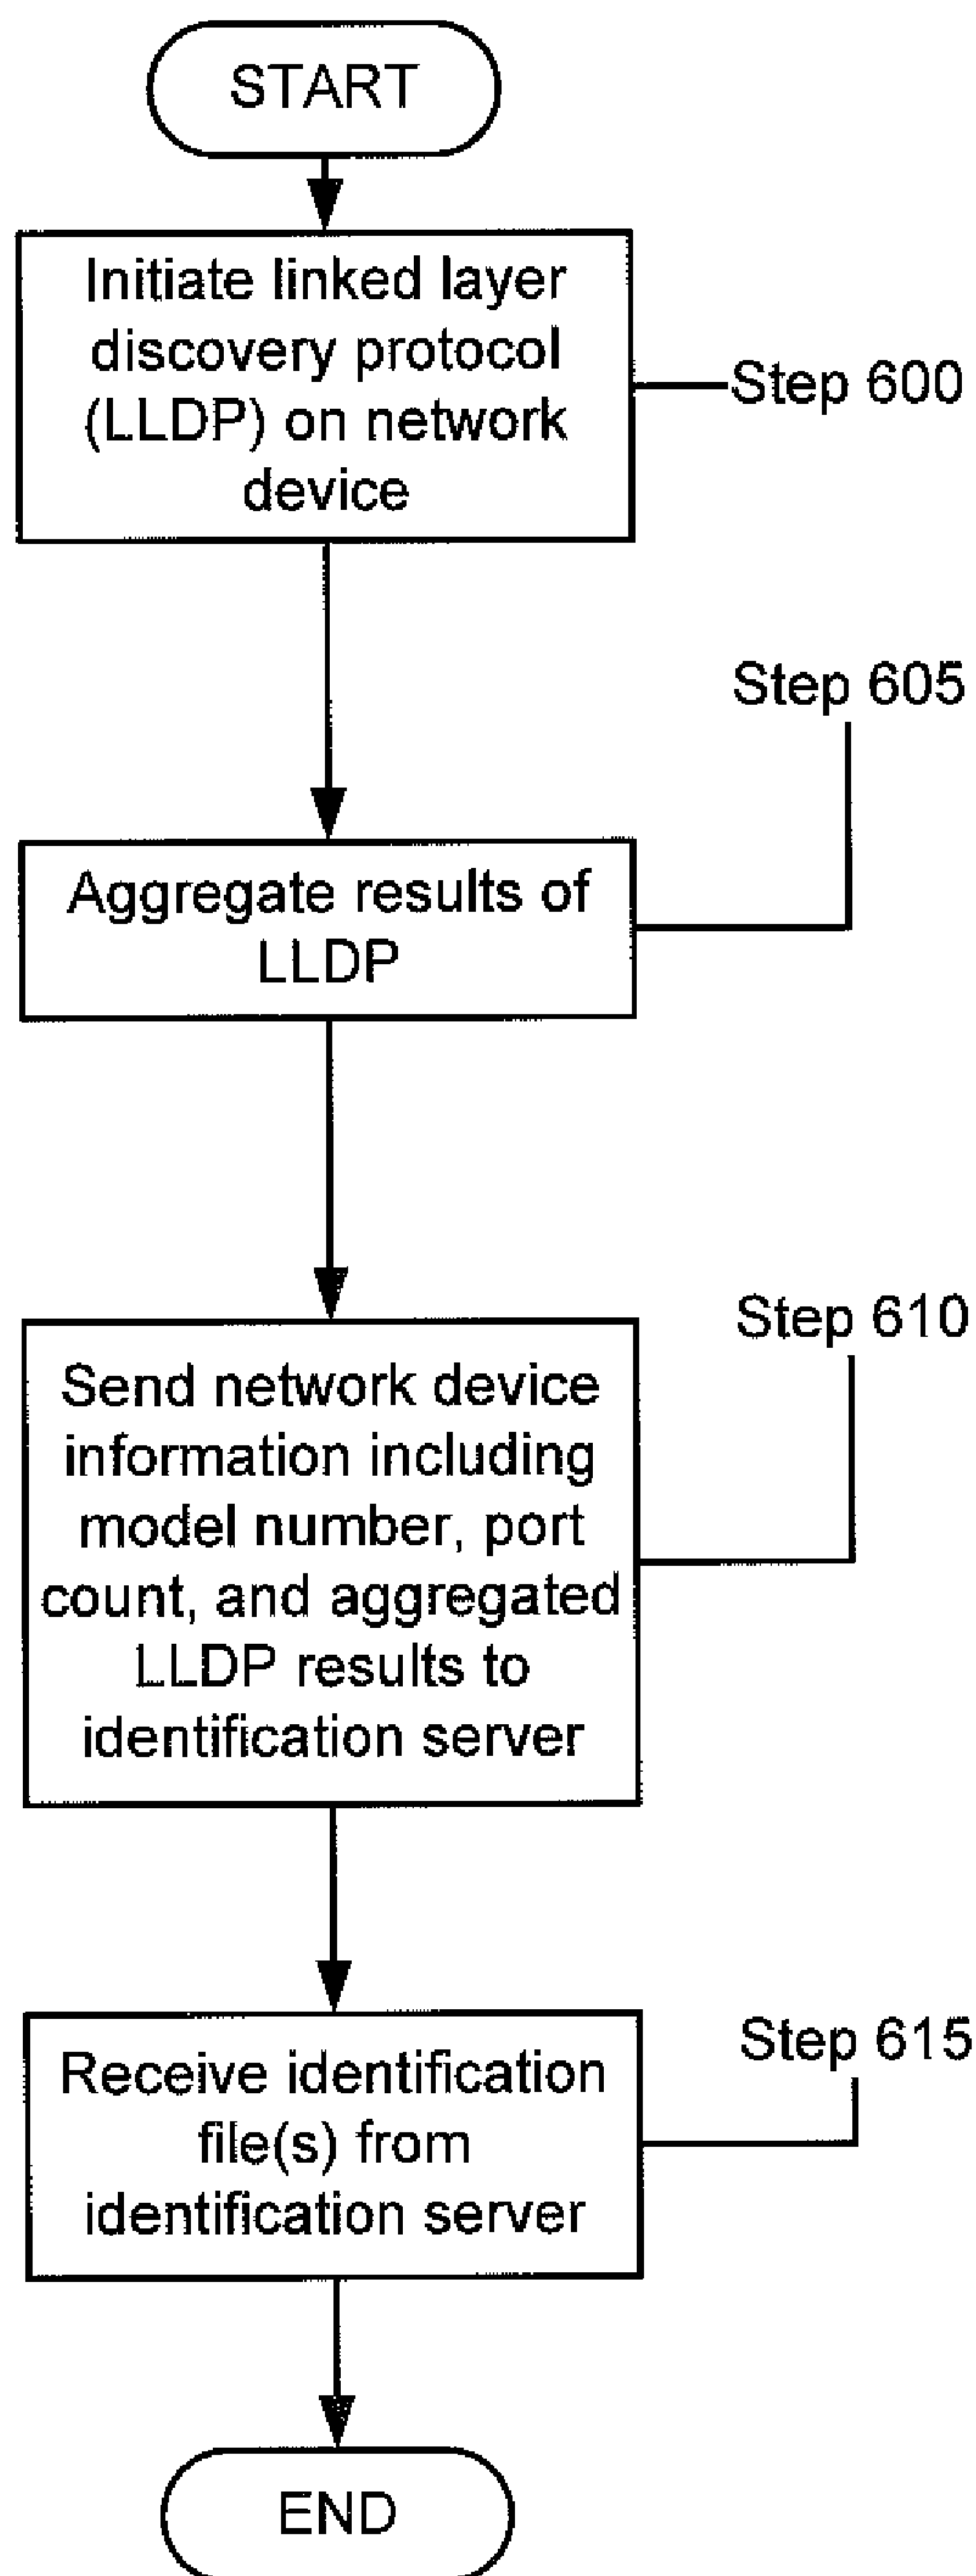 START
Initiate linked layer
discovery protocol
(LLDP) on network
device
Step 600
Step 605
Aggregate results of
LLDP
Step 610
Send network device
information including
model number, port
count, and aggregated
LLDP results to
identification server
Step 615
Receive identification
file(s) from
identification server
END